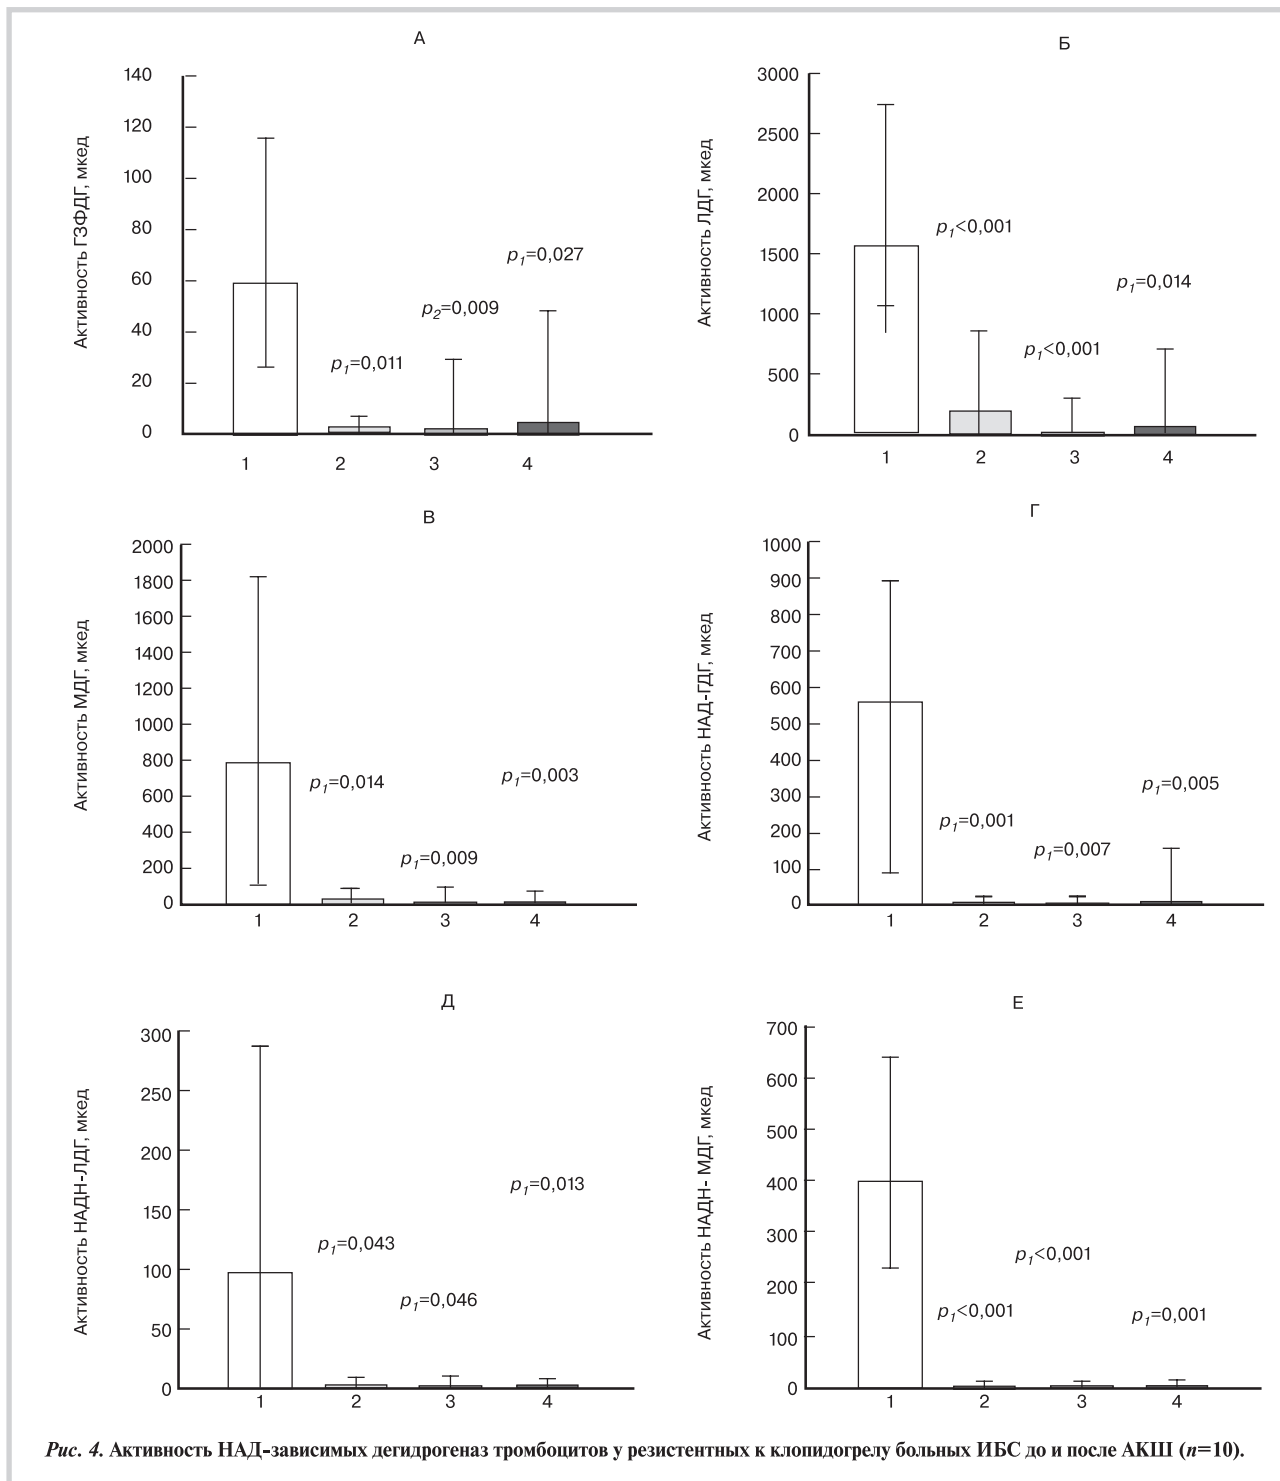 А
Активность ГЗФДГ, мкед
140
120
100
80
60
40
20
0
p1=0,011
p2=0,009
p1=0,027
1 2 3 4
Б
Активность ЛДГ, мкед
3000
2500
2000
1500
1000
500
0
p1<0,001
p1<0,001
p1=0,014
1 2 3 4
В
Активность МДГ, мкед
2000
1800
1600
1400
1200
1000
800
600
400
200
0
p1=0,014
p1=0,009
p1=0,003
1 2 3 4
Г
Активность НАД-ГДГ, мкед
1000
900
800
700
600
500
400
300
200
100
0
p1=0,001
p1=0,007
p1=0,005
1 2 3 4
Д
Активность НАДН-ЛДГ, мкед
300
250
200
150
100
50
0
p1=0,043
p1=0,046
p1=0,013
1 2 3 4
Е
Активность НАДН- МДГ, мкед
700
600
500
400
300
200
100
0
p1<0,001
p1<0,001
p1=0,001
1 2 3 4
Рис. 4. Активность НАД-зависимых дегидрогеназ тромбоцитов у резистентных к клопидогрелу больных ИБС до и после АКШ (n=10).